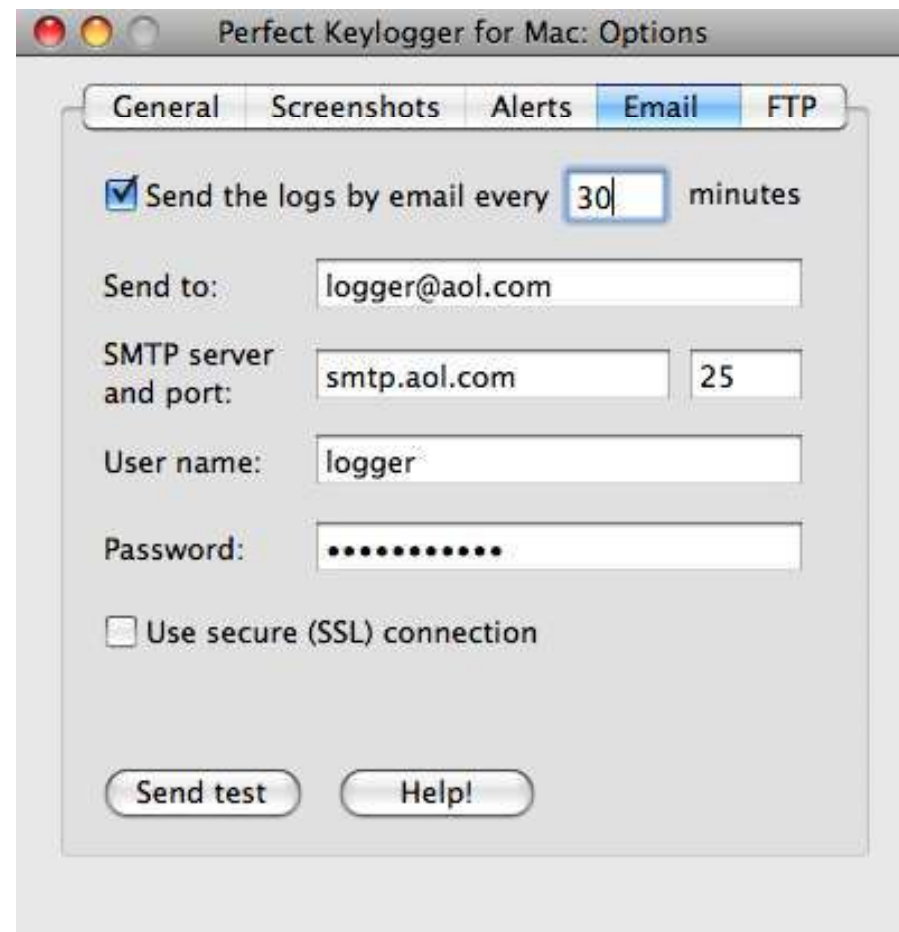 Perfect Keylogger for Mac: Options
General Screenshots Alerts Email FTP
Send the logs by email every 30 minutes
Send to: logger@aol.com
SMTP server
and port: smtp.aol.com 25
User name: logger
Password: •••••••••••
Use secure (SSL) connection
Send test Help!